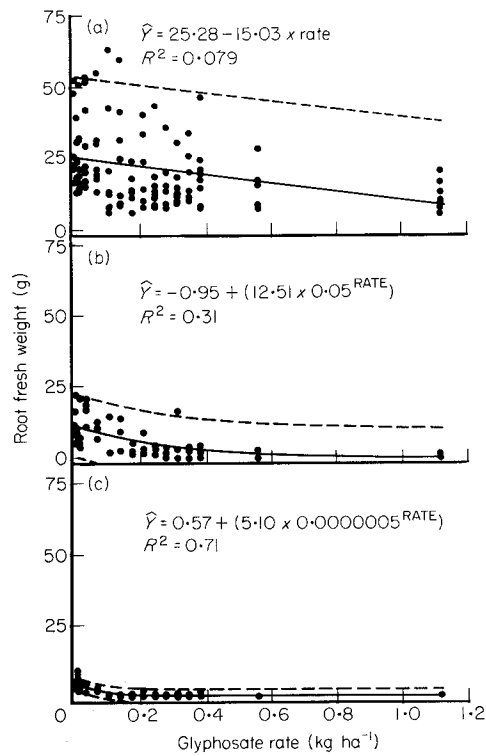 75
(a)
Ŷ = 25·28−15·03 x rate
R² = 0·079
50
25
0
75
(b)
Ŷ = −0·95 + (12·51 x 0·05^RATE)
R² = 0·31
50
25
0
75
(c)
Ŷ = 0·57 + (5·10 x 0·0000005^RATE)
R² = 0·71
50
25
0 0·2 0·4 0·6 0·8 1·0 1·2
Glyphosate rate (kg ha⁻¹)
Root fresh weight (g)